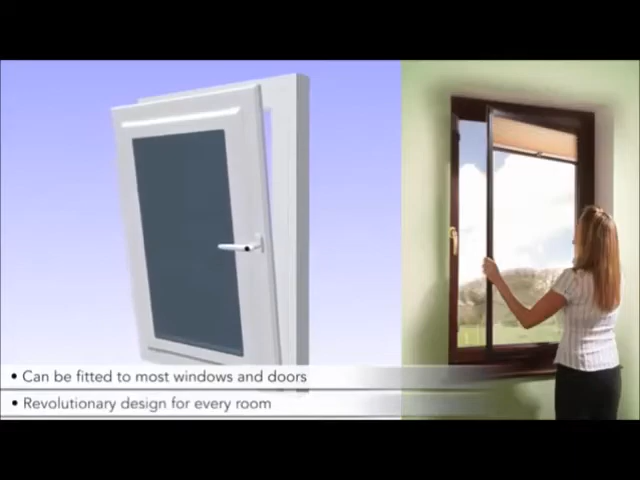 • Can be fitted to most windows and doors
• Revolutionary design for every room